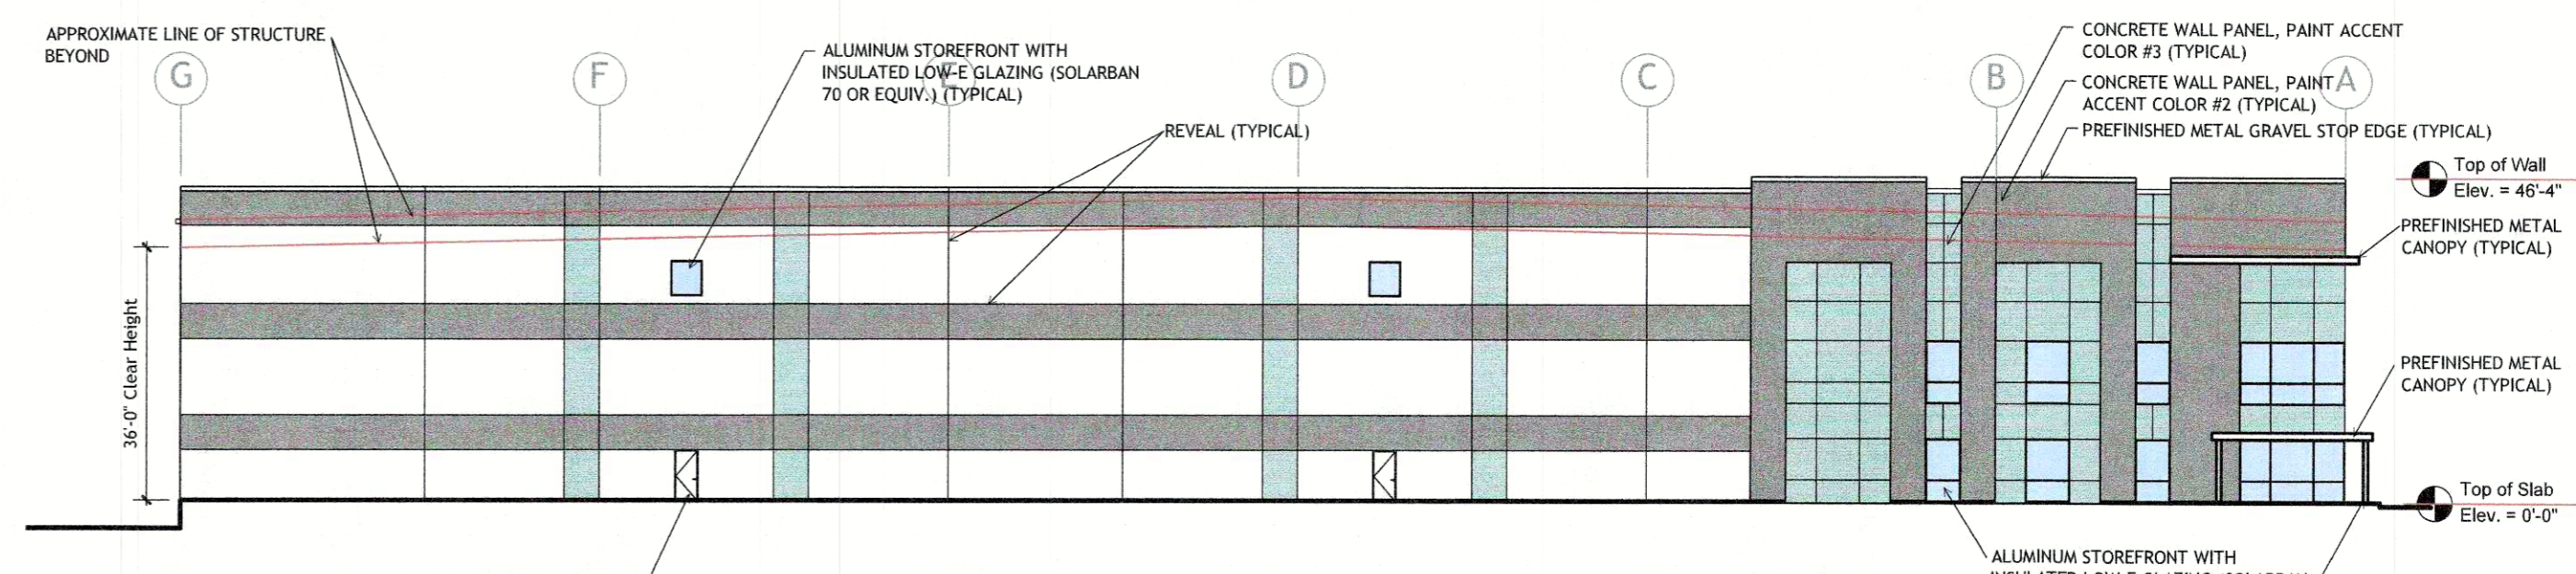 APPROXIMATE LINE OF STRUCTURE
BEYOND
G
F
ALUMINUM STOREFRONT WITH
INSULATED LOW-E GLAZING (SOLARBAN
70 OR EQUIV.) (TYPICAL)
E
REVEAL (TYPICAL)
D
C
B
A
CONCRETE WALL PANEL, PAINT ACCENT
COLOR #3 (TYPICAL)
CONCRETE WALL PANEL, PAINT
ACCENT COLOR #2 (TYPICAL)
PREFINISHED METAL GRAVEL STOP EDGE (TYPICAL)
Top of Wall
Elev. = 46'-4"
PREFINISHED METAL
CANOPY (TYPICAL)
36'-0" Clear Height
PREFINISHED METAL
CANOPY (TYPICAL)
Top of Slab
Elev. = 0'-0"
ALUMINUM STOREFRONT WITH